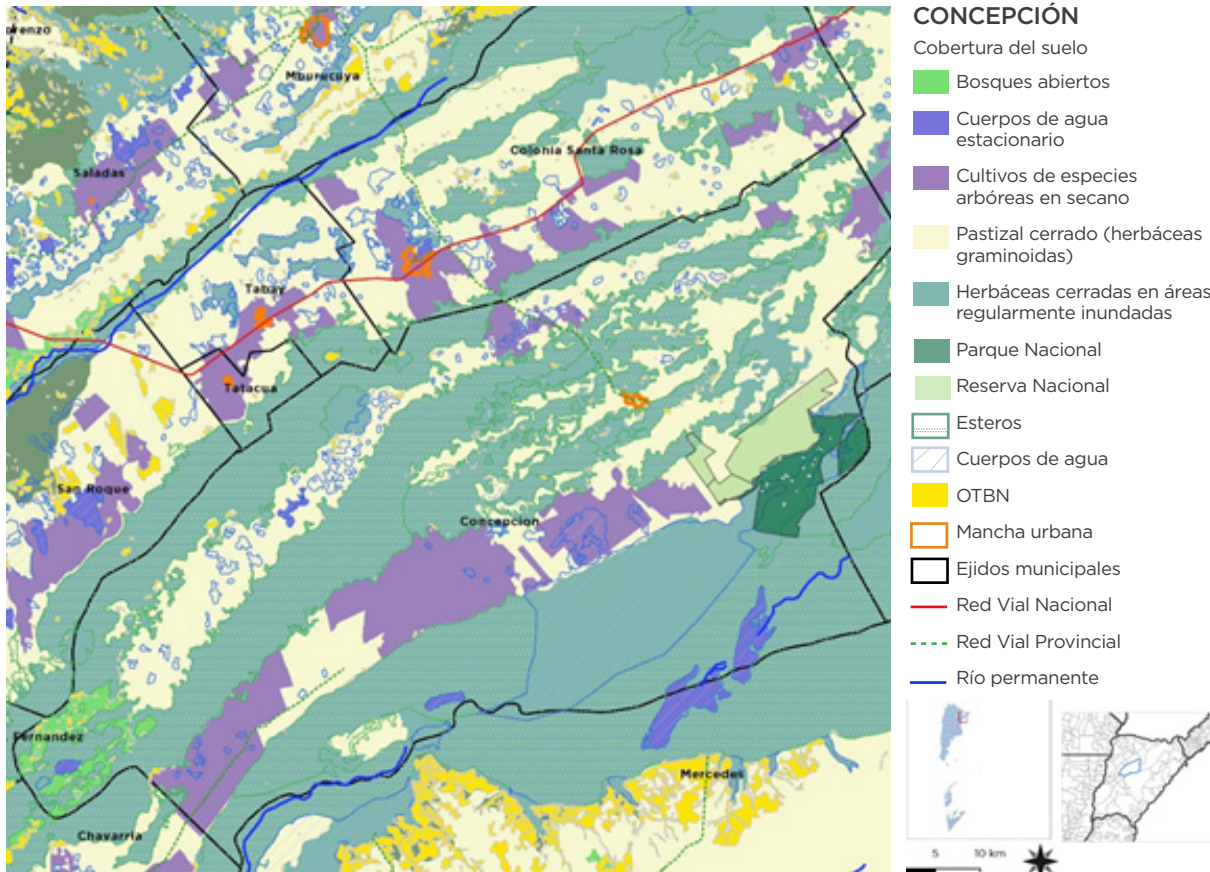 orenzo
Mburucuya
Saladas
Colonia Santa Rosa
Tabay
Tatacua
San Roque
Concepcion
Fernandez
Mercedes
Chavarria
CONCEPCIÓN
Cobertura del suelo
Bosques abiertos
Cuerpos de agua
estacionario
Cultivos de especies
arbóreas en secano
Pastizal cerrado (herbáceas
graminoidas)
Herbáceas cerradas en áreas
regularmente inundadas
Parque Nacional
Reserva Nacional
Esteros
Cuerpos de agua
OTBN
Mancha urbana
Ejidos municipales
Red Vial Nacional
Red Vial Provincial
Río permanente
5 10 km